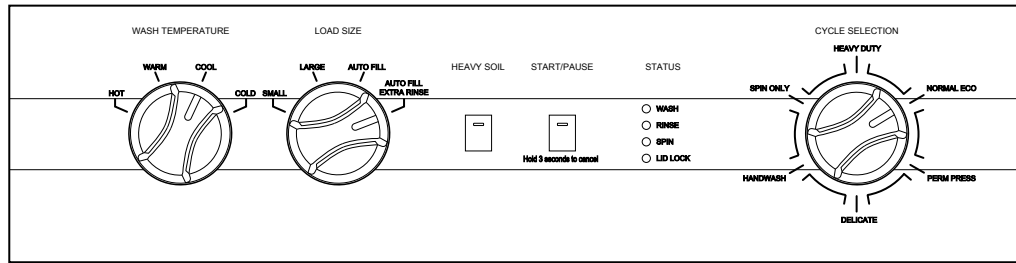 WASH TEMPERATURE
HOT
WARM
COOL
COLD
LOAD SIZE
SMALL
LARGE
AUTO FILL
AUTO FILL
EXTRA RINSE
HEAVY SOIL
START/PAUSE
Hold 3 seconds to cancel
STATUS
WASH
RINSE
SPIN
LID LOCK
CYCLE SELECTION
HEAVY DUTY
SPIN ONLY
NORMAL ECO
HANDWASH
PERM PRESS
DELICATE